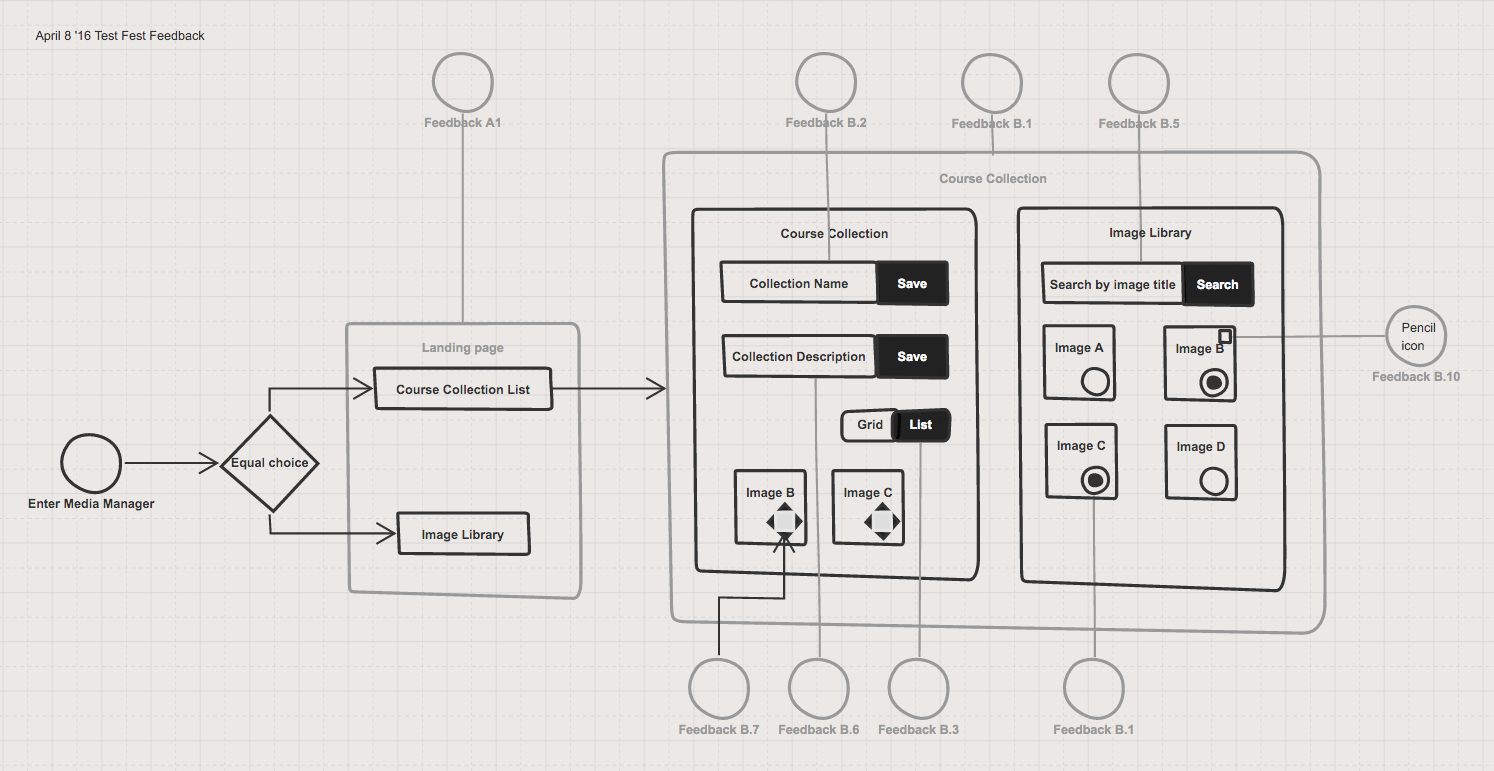 April 8 '16 Test Fest Feedback
Feedback A1
Feedback B.2
Feedback B.1
Feedback B.5
Course Collection
Course Collection
Image Library
Collection Name
Save
Search by image title
Search
Pencil
icon
Feedback B.10
Landing page
Course Collection List
Collection Description
Save
Image A
Image B
Grid
List
Enter Media Manager
Equal choice
Image C
Image D
Image B
Image C
Image Library
Feedback B.7
Feedback B.6
Feedback B.3
Feedback B.1